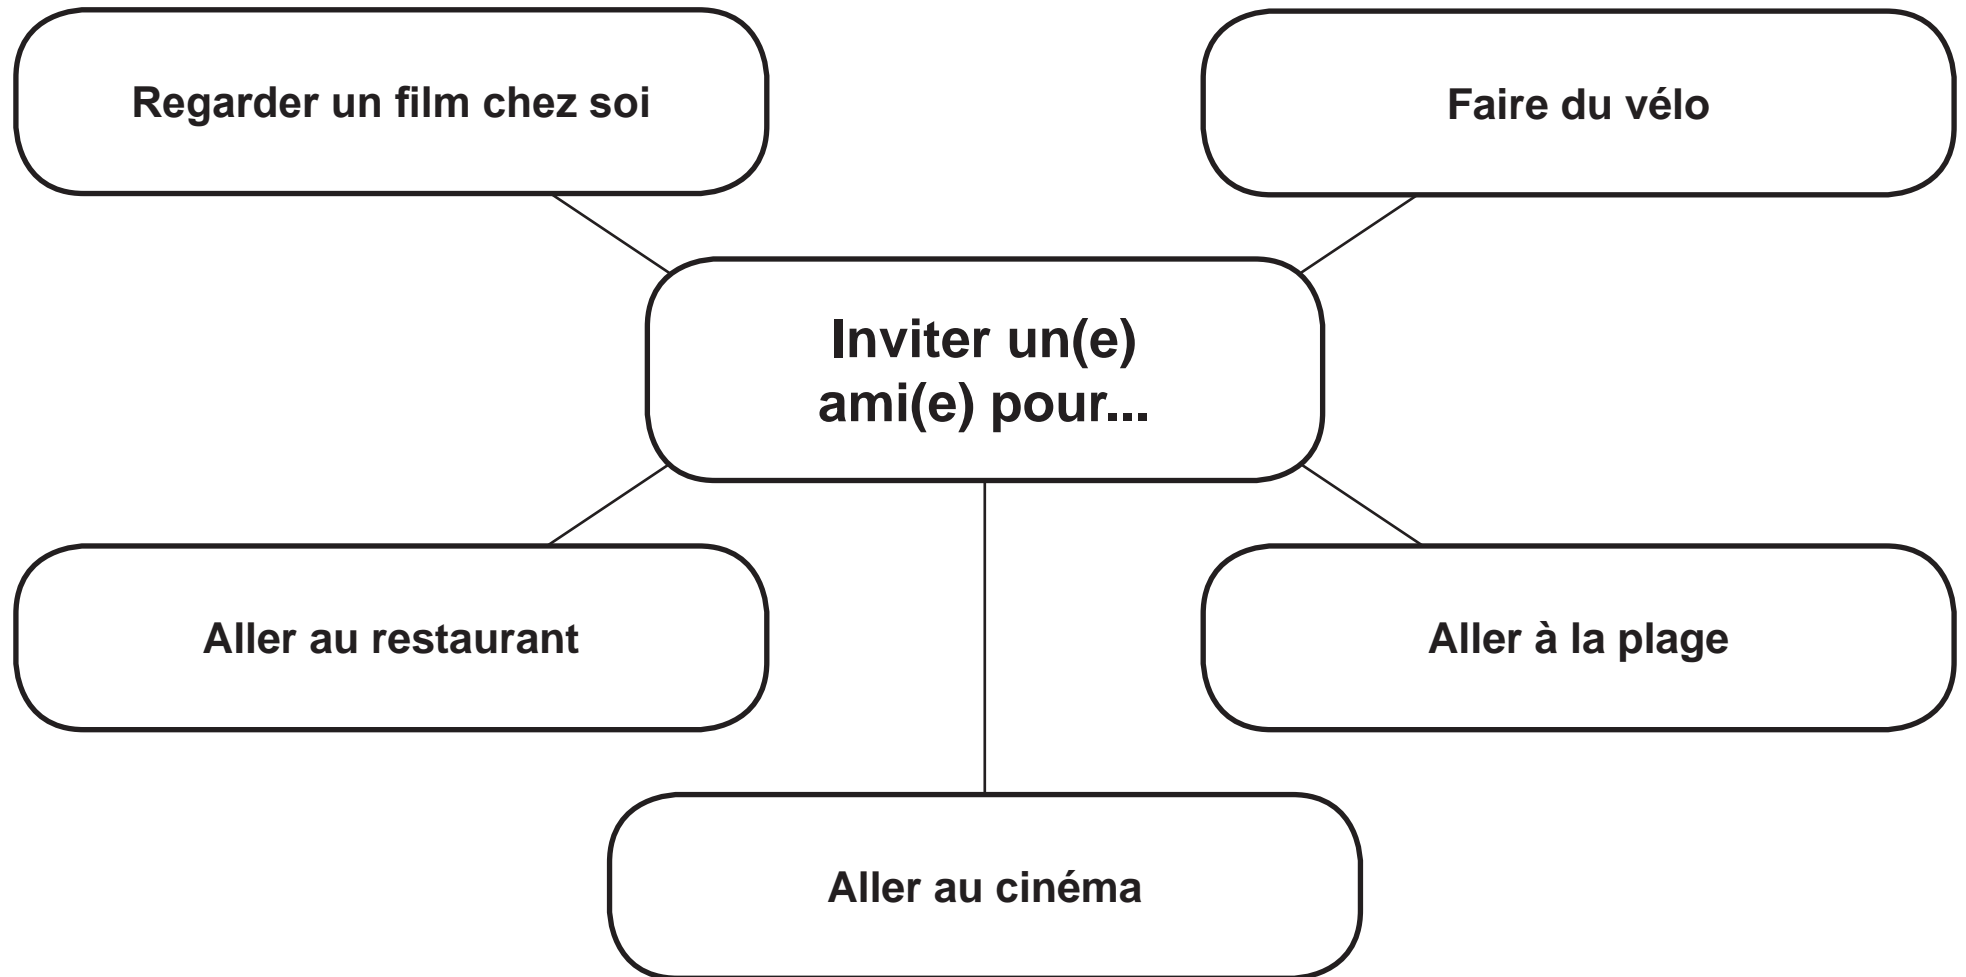 Regarder un film chez soi
Faire du vélo
Inviter un(e)
ami(e) pour...
Aller au restaurant
Aller à la plage
Aller au cinéma